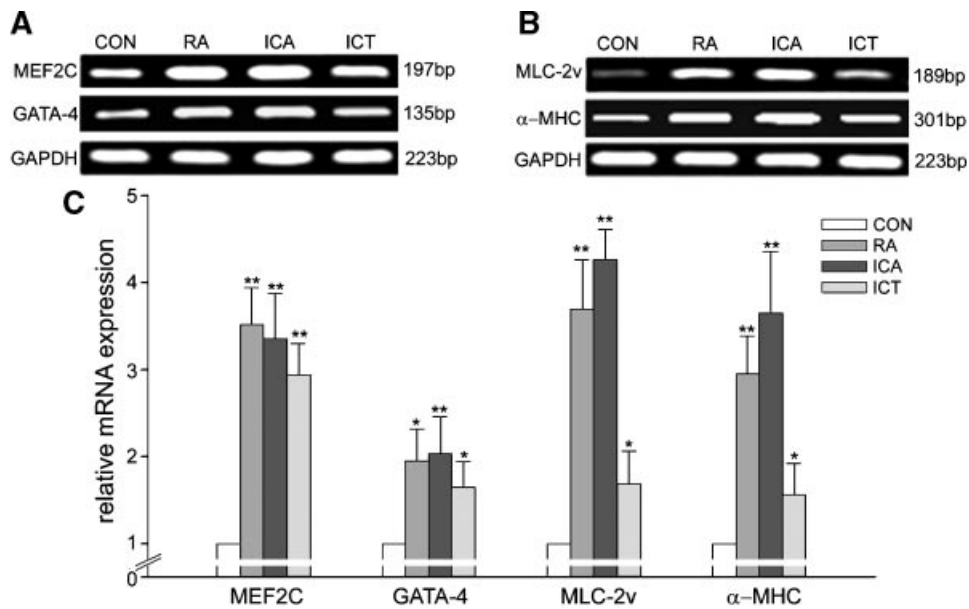 A
CON RA ICA ICT
MEF2C 197bp
GATA-4 135bp
GAPDH 223bp
B
CON RA ICA ICT
MLC-2v 189bp
α-MHC 301bp
GAPDH 223bp
C
relative mRNA expression
5
4
3
2
1
0
** ** **
* ** *
** ** *
** ** *
CON
RA
ICA
ICT
MEF2C GATA-4 MLC-2v α-MHC